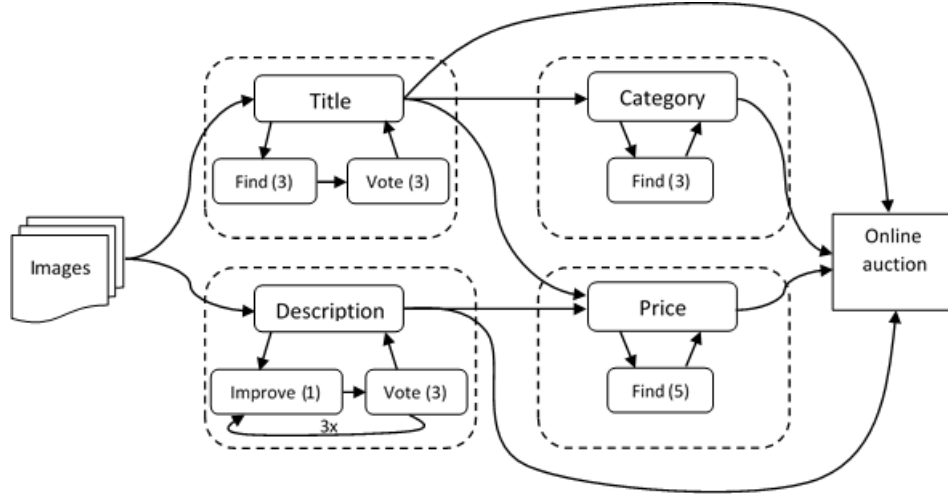 Title
Find (3)
Vote (3)
Category
Find (3)
Images
Online
auction
Description
Improve (1)
Vote (3)
3x
Price
Find (5)